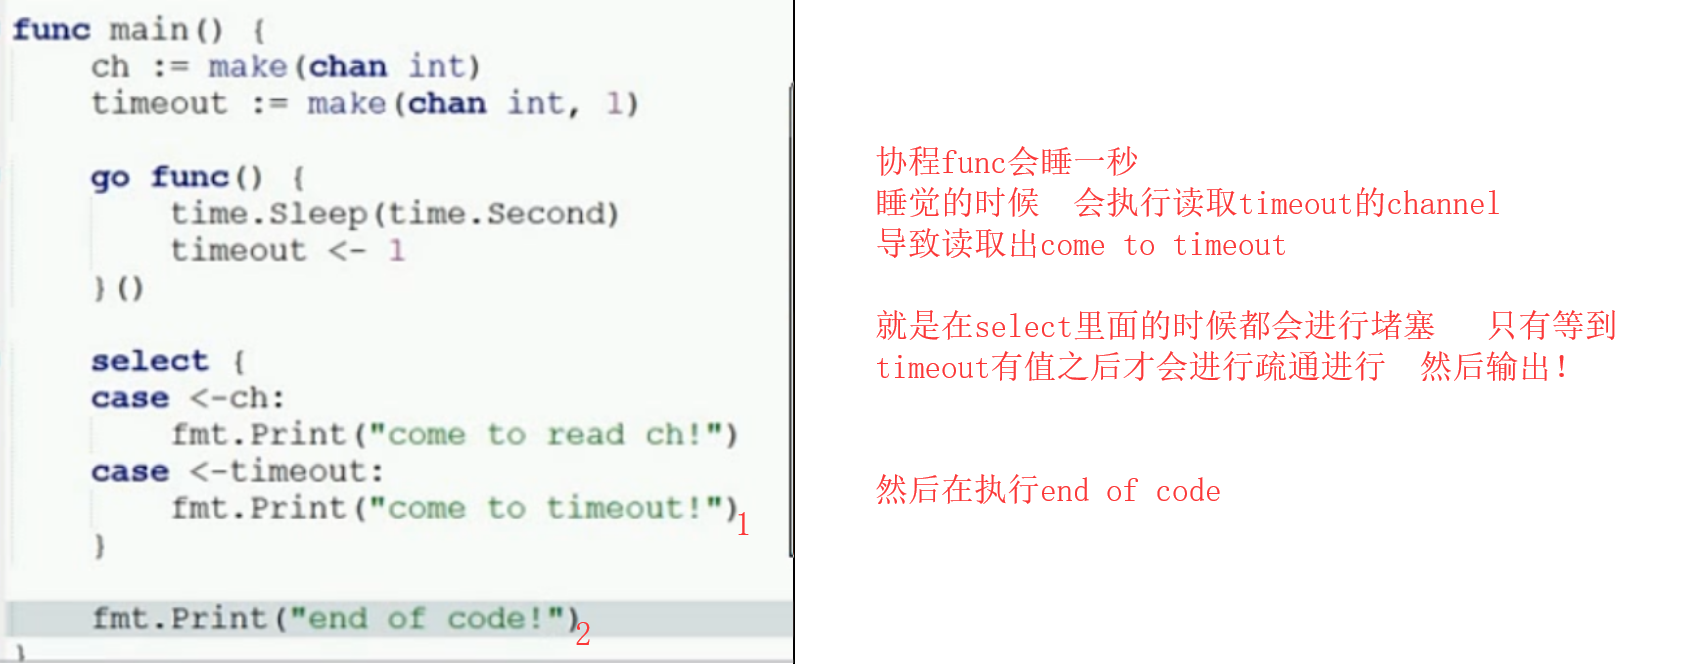 func main() {
ch := make(chan int)
timeout := make(chan int, 1)
go func() {
time.Sleep(time.Second)
timeout <- 1
}()
select {
case <-ch:
fmt.Print("come to read ch!")
case <-timeout:
fmt.Print("come to timeout!")
1
}
fmt.Print("end of code!")
2
}
协程func会睡一秒
睡觉的时候 会执行读取timeout的channel
导致读取出come to timeout
就是在select里面的时候都会进行堵塞 只有等到
timeout有值之后才会进行疏通进行 然后输出!
然后在执行end of code